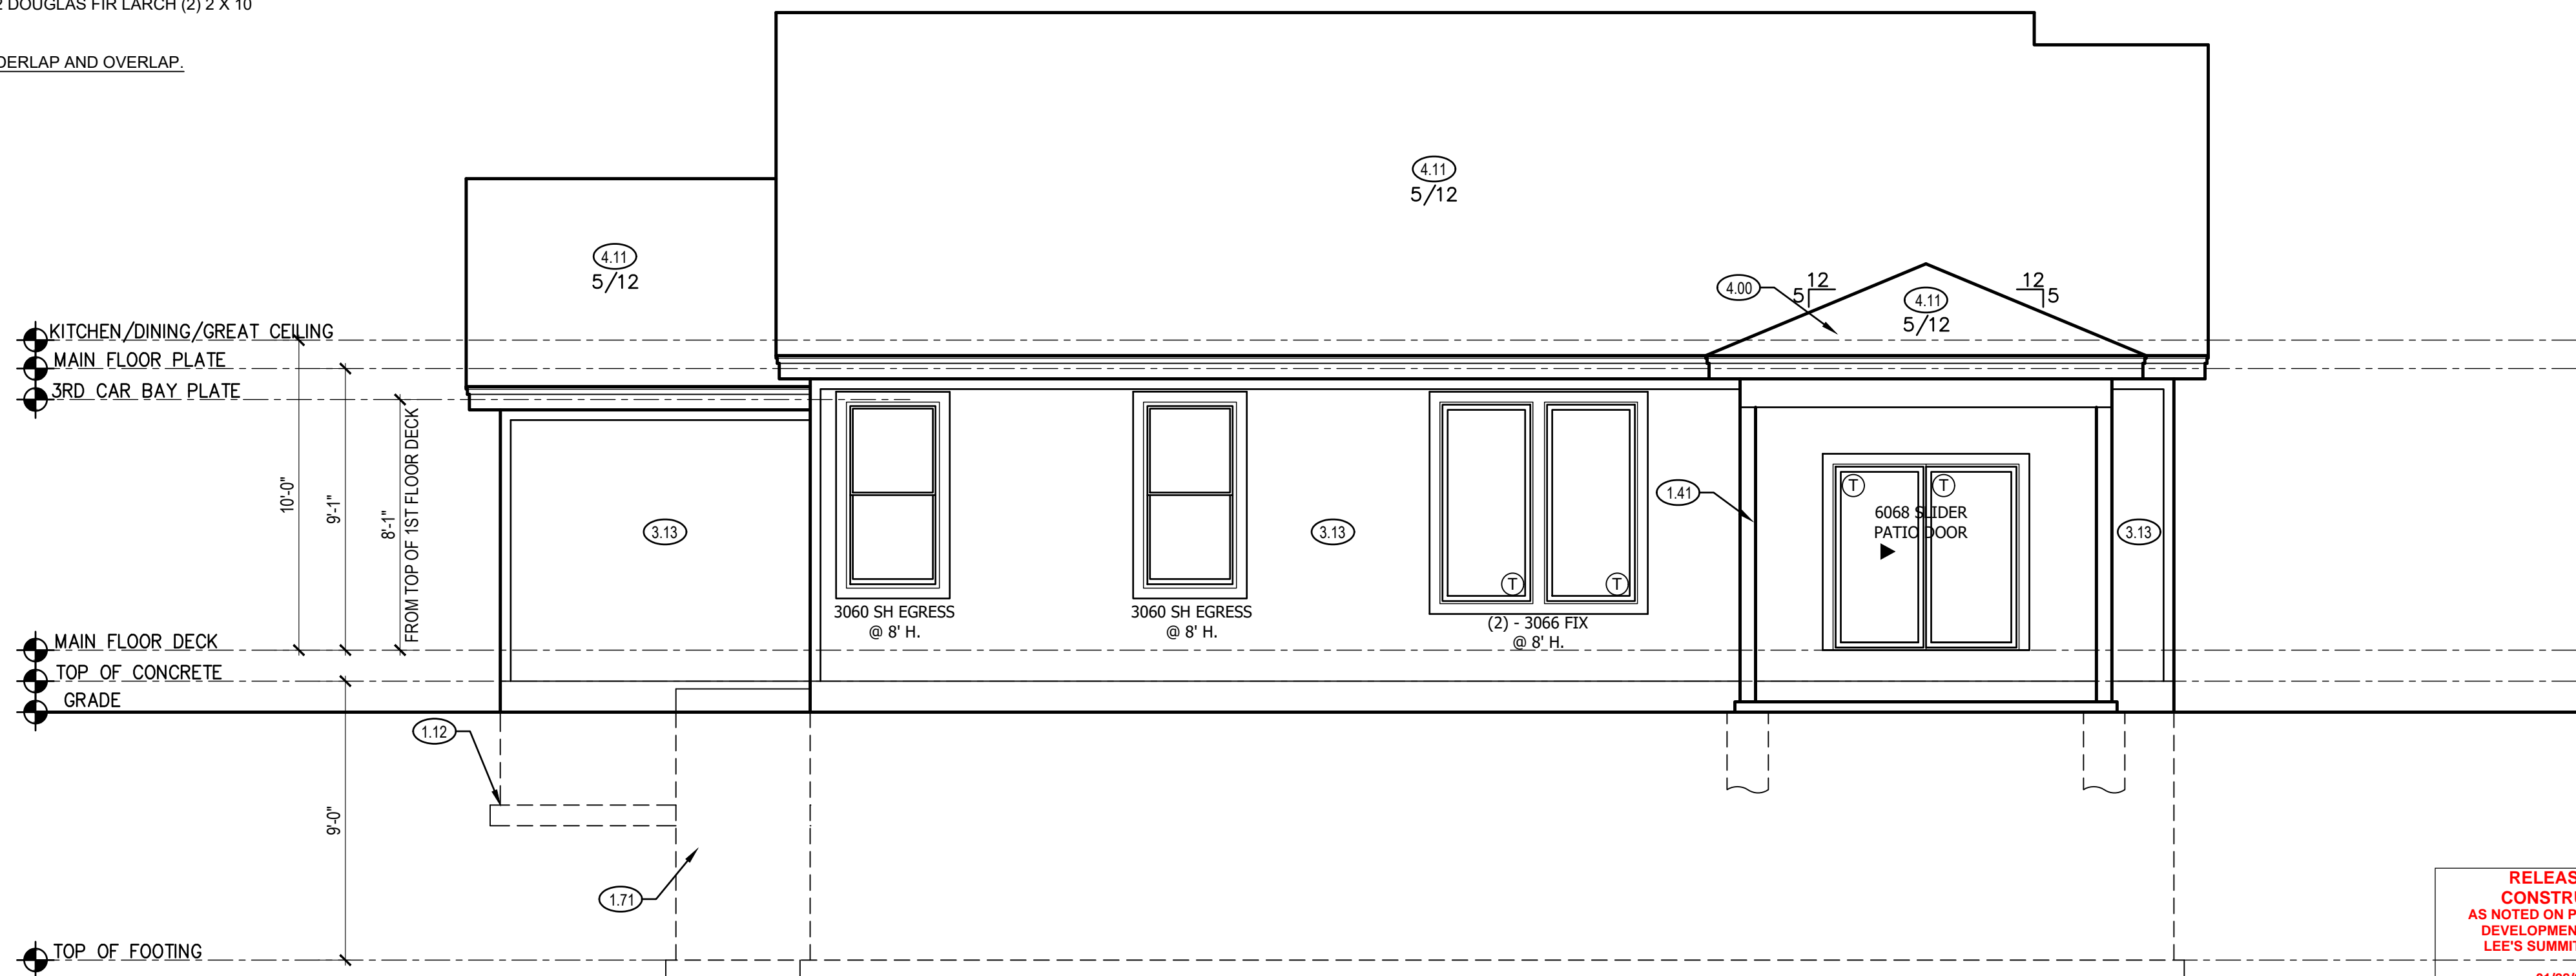 DOUGLAS FIR LARCH (2) 2 X 10
DERLAP AND OVERLAP.
4.11
5/12
4.11
5/12
4.00
12
5
12
5
4.11
5/12
KITCHEN/DINING/GREAT CEILING
MAIN FLOOR PLATE
3RD CAR BAY PLATE
10'-0"
9'-1"
8'-1"
FROM TOP OF 1ST FLOOR DECK
3.13
3.13
3.13
1.41
T
T
6068 SLIDER
PATIO DOOR
T
T
3060 SH EGRESS
@ 8' H.
3060 SH EGRESS
@ 8' H.
(2) - 3066 FIX
@ 8' H.
MAIN FLOOR DECK
TOP OF CONCRETE
GRADE
1.12
9'-0"
1.71
TOP OF FOOTING
RELEAS
CONSTRU
AS NOTED ON P
DEVELOPMEN
LEE'S SUMMIT